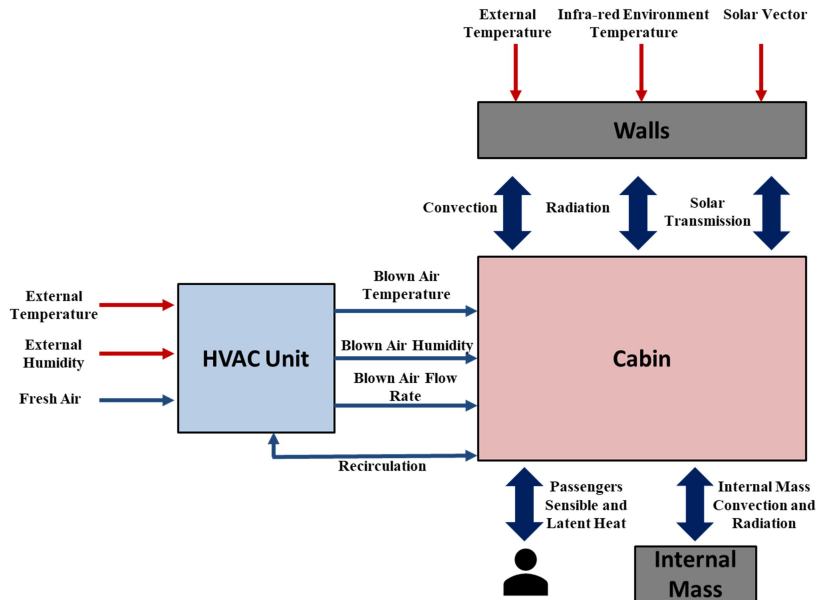 External
Temperature
Infra-red Environment
Temperature
Solar Vector
Walls
Convection
Radiation
Solar
Transmission
External
Temperature
External
Humidity
Fresh Air
HVAC Unit
Blown Air
Temperature
Blown Air Humidity
Blown Air Flow
Rate
Recirculation
Cabin
Passengers
Sensible and
Latent Heat
Internal Mass
Convection and
Radiation
Internal
Mass